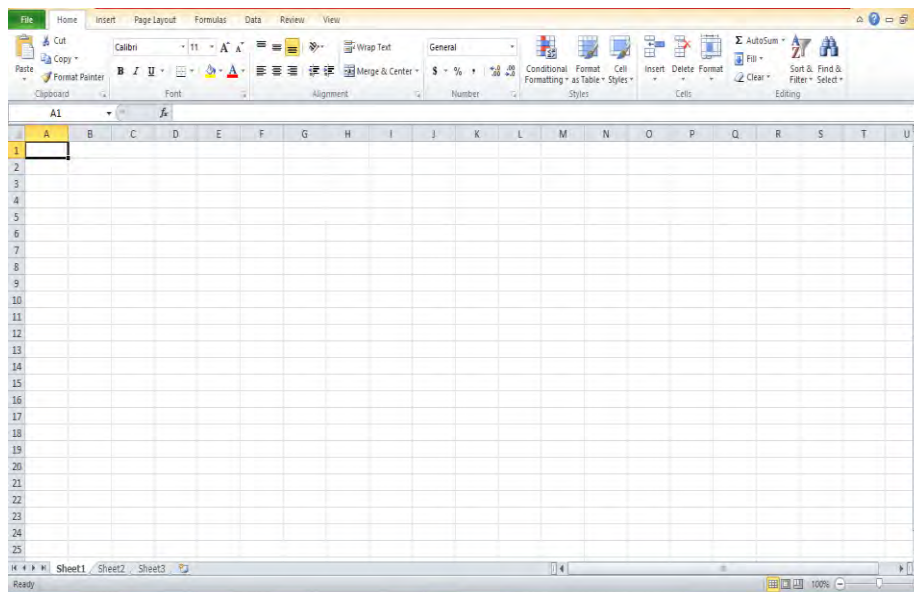 File Home Insert Page Layout Formulas Data Review View
Cut
Copy
Format Painter
Paste
Clipboard
Calibri 11 A A
B I U A
Font
Wrap Text
Merge & Center
Alignment
General
$ % ,
Number
Conditional Formatting
Format as Table
Cell Styles
Styles
Insert Delete Format
Cells
Σ AutoSum
Fill
Clear
Sort & Filter
Find & Select
Editing
A1 fx
A B C D E F G H I J K L M N O P Q R S T U
1
2
3
4
5
6
7
8
9
10
11
12
13
14
15
16
17
18
19
20
21
22
23
24
25
Sheet1 Sheet2 Sheet3
Ready 100%